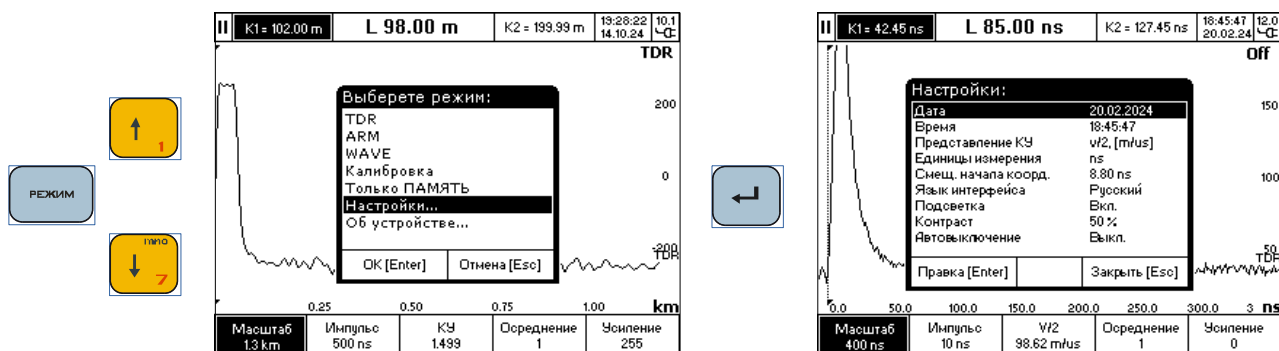 РЕЖИМ
↑ 1
mna
↓ 7
K1 = 102.00 m L 98.00 m K2 = 199.99 m 19:28:22 10.1
14.10.24
TDR
200
0
-200
TDR
Выберете режим:
TDR
ARM
WAVE
Калибровка
Только ПАМЯТЬ
Настройки...
Об устройстве...
OK [Enter] Отмена [Esc]
0.25 0.50 0.75 1.00 km
Масштаб Импульс КУ Осреднение Усиление
1.3 km 500 ns 1.499 1 255
K1 = 42.45 ns L 85.00 ns K2 = 127.45 ns 18:45:47 12.0
20.02.24
Off
150
100
50
TDR
Настройки:
Дата 20.02.2024
Время 18:45:47
Представление КУ v/2, [m/us]
Единицы измерения ns
Смещ. начала коорд. 8.80 ns
Язык интерфейса Русский
Подсветка Вкл.
Контраст 50 %
Автовыключение Выкл.
Правка [Enter] Закрыть [Esc]
0.0 50.0 100.0 150.0 200.0 250.0 300.0 3 ns
Масштаб Импульс V/2 Осреднение Усиление
400 ns 10 ns 98.62 m/us 1 0